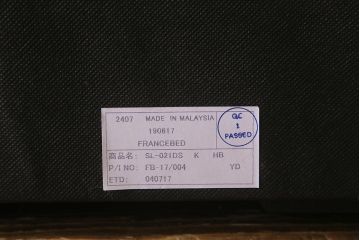 2407 MADE IN MALAYSIA
190617
FRANCEBED
商品名: SL-021DS K HB
P/I NO: FB-17/004 YD
ETD: 040717
QC
1
PASSED